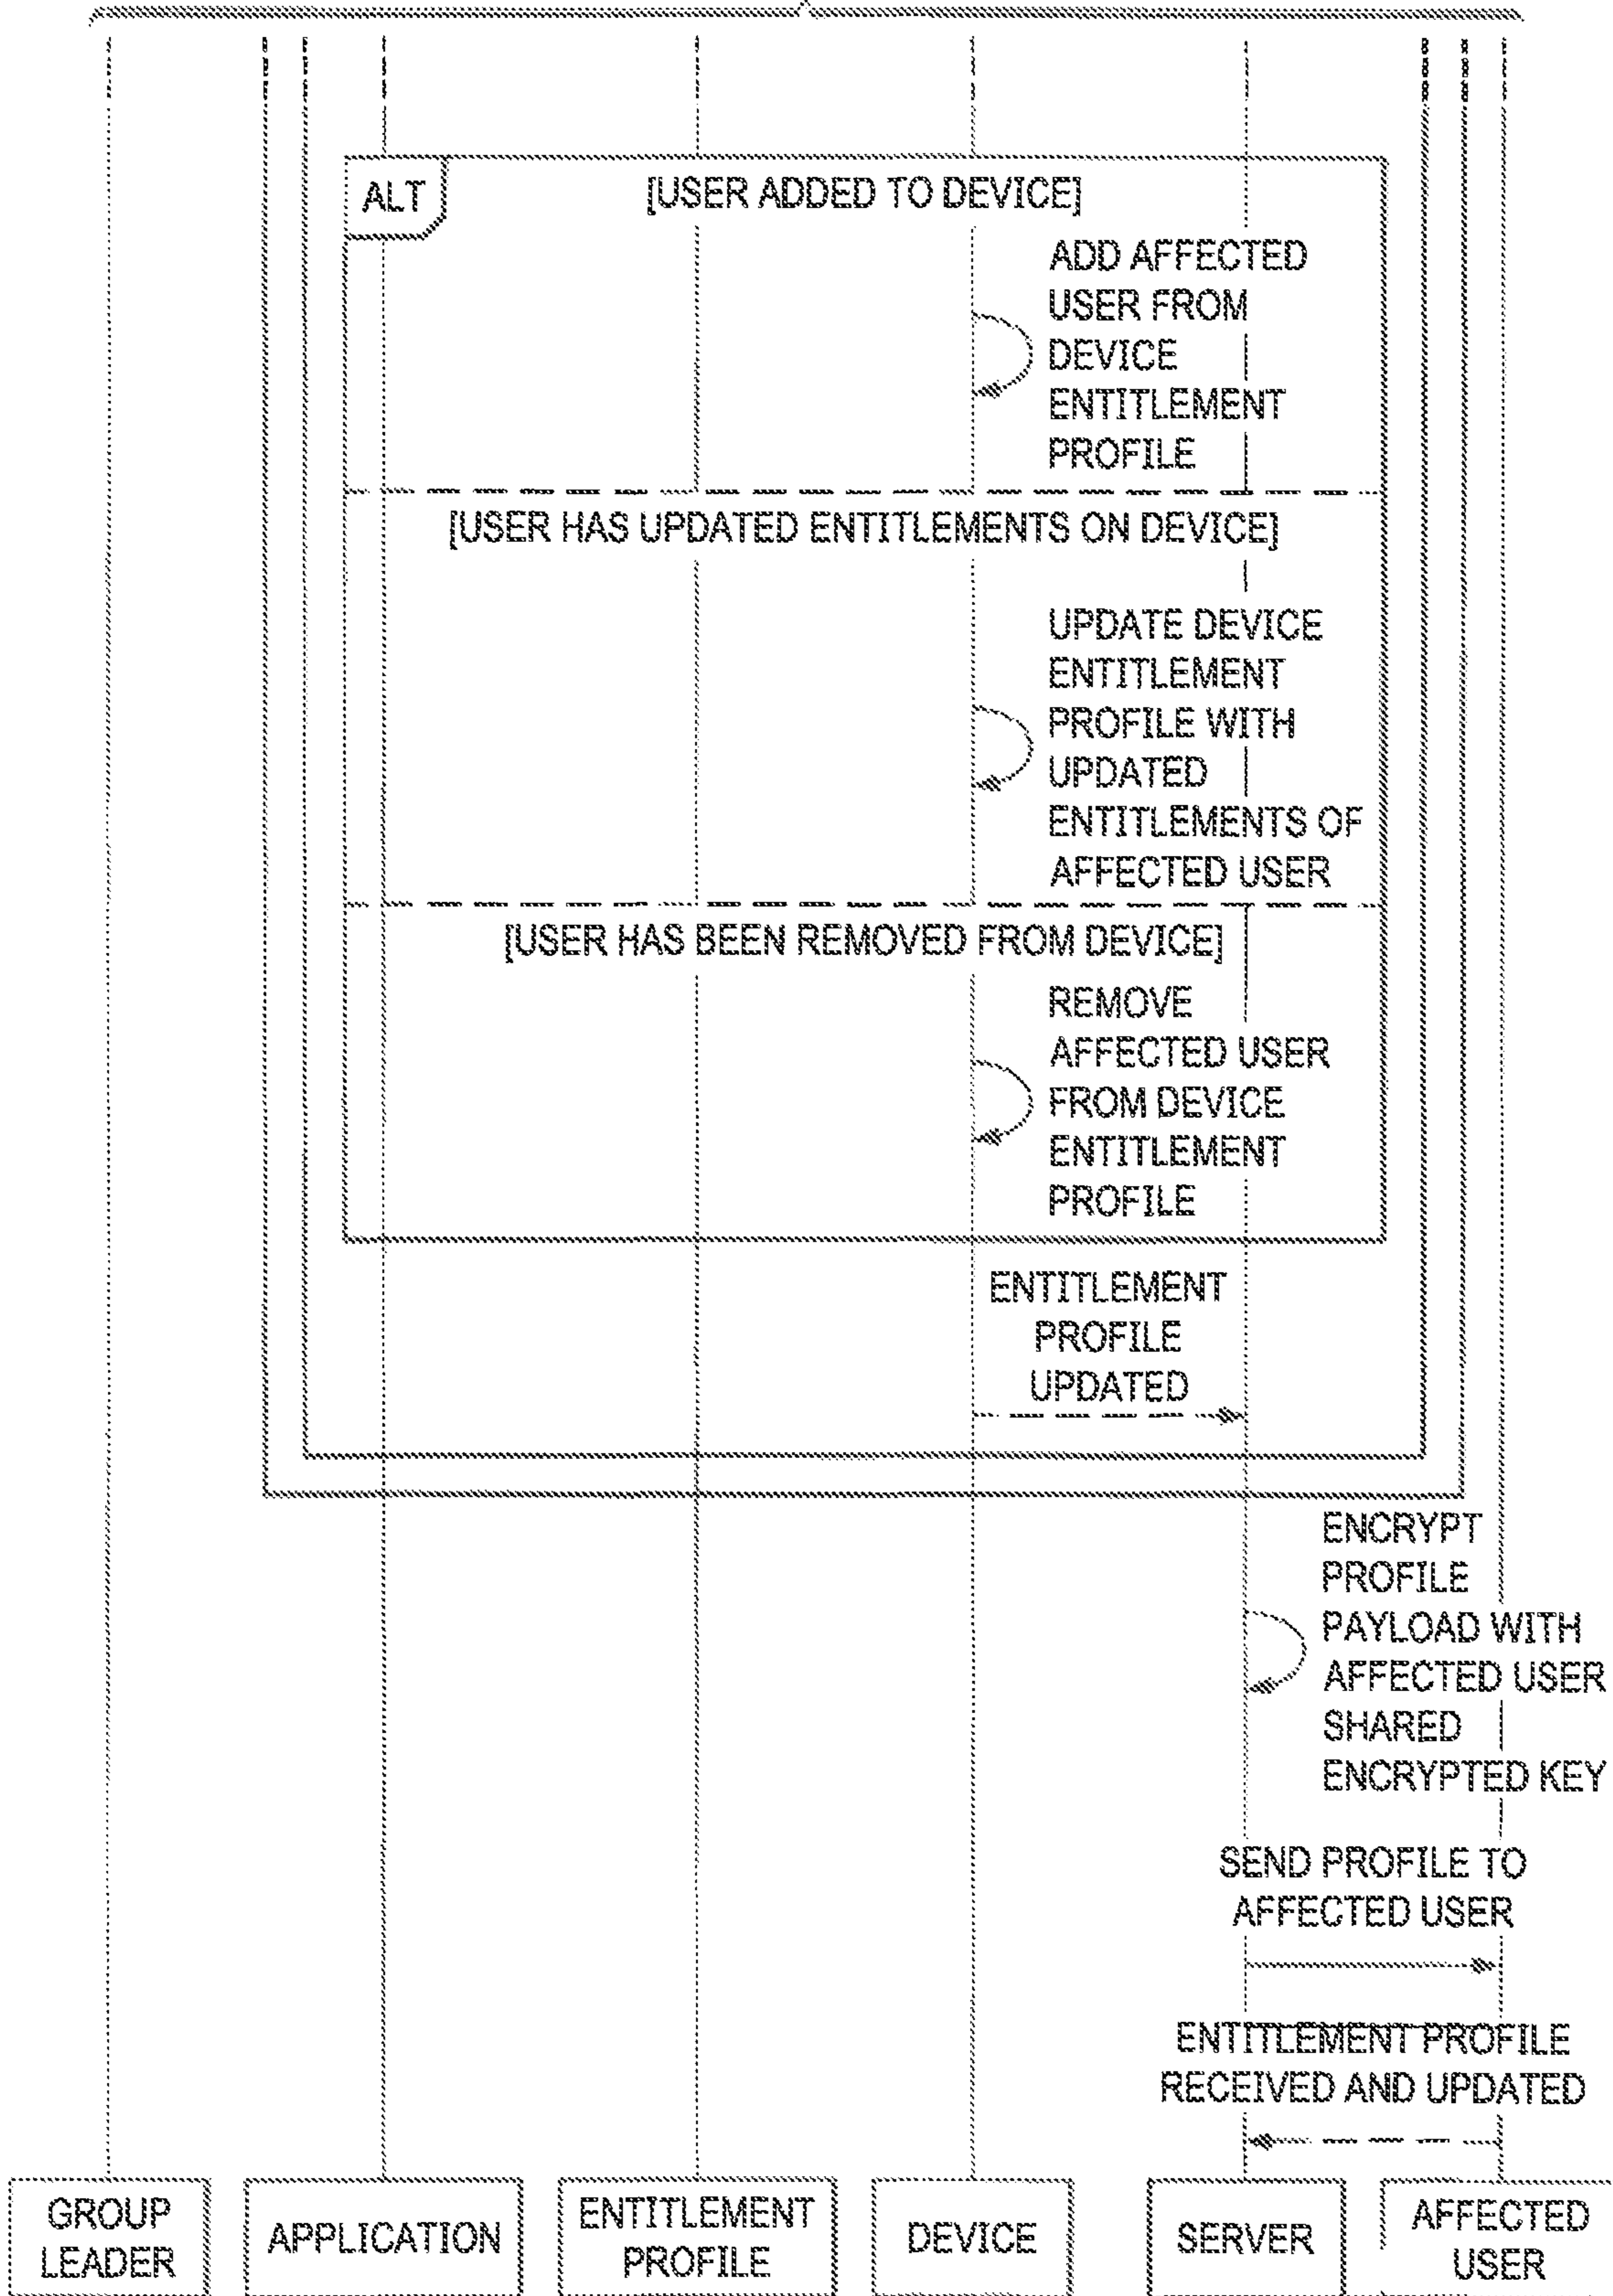 ALT
[USER ADDED TO DEVICE]
ADD AFFECTED
USER FROM
DEVICE
ENTITLEMENT
PROFILE
[USER HAS UPDATED ENTITLEMENTS ON DEVICE]
UPDATE DEVICE
ENTITLEMENT
PROFILE WITH
UPDATED
ENTITLEMENTS OF
AFFECTED USER
[USER HAS BEEN REMOVED FROM DEVICE]
REMOVE
AFFECTED USER
FROM DEVICE
ENTITLEMENT
PROFILE
ENTITLEMENT
PROFILE
UPDATED
ENCRYPT
PROFILE
PAYLOAD WITH
AFFECTED USER
SHARED
ENCRYPTED KEY
SEND PROFILE TO
AFFECTED USER
ENTITLEMENT PROFILE
RECEIVED AND UPDATED
GROUP
LEADER
APPLICATION
ENTITLEMENT
PROFILE
DEVICE
SERVER
AFFECTED
USER